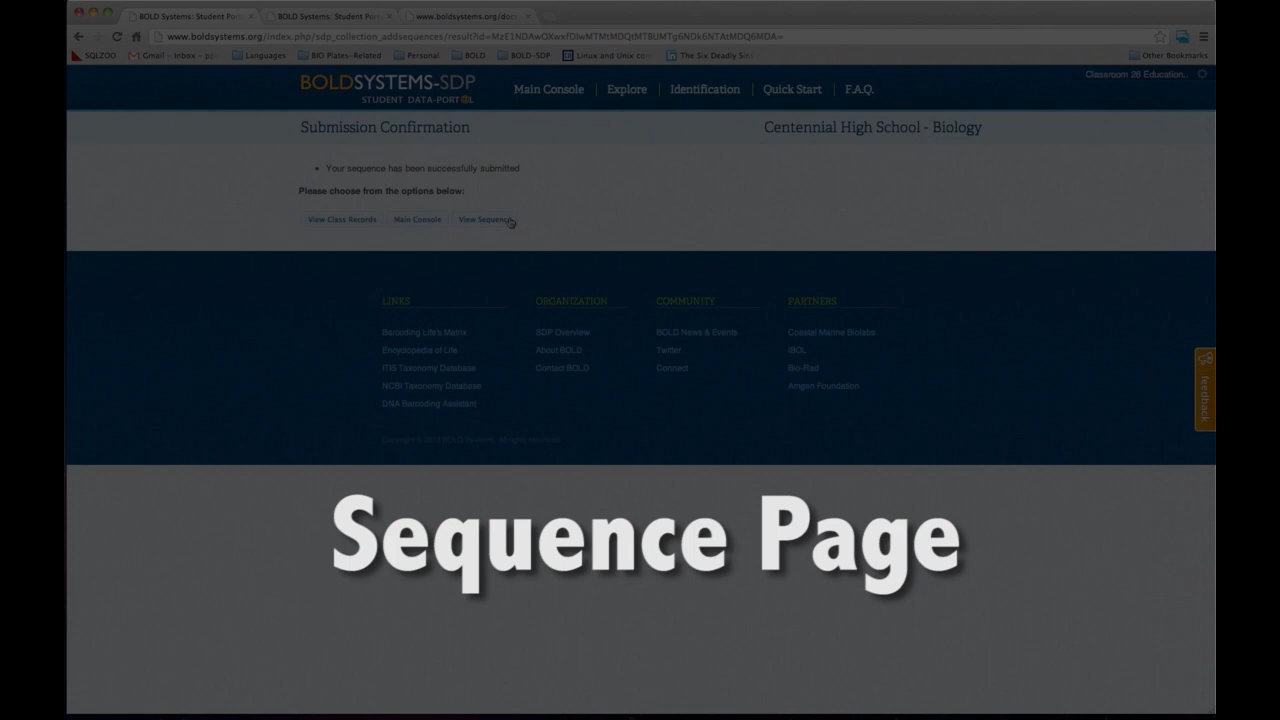 BOLD Systems: Student Port
BOLD Systems: Student Port
www.boldsystems.org/docs
www.boldsystems.org/index.php/sdp_collection_addsequences/result?id=
SQLZOO
Gmail - Inbox -
Languages
BIO Plates-Related
Personal
BOLD
BOLD-SDP
Linux and Unix com
The Six Deadly Sins
Other Bookmarks
Classroom 26 Education..
BOLDSYSTEMS-SDP
STUDENT DATA-PORTAL
Main Console | Explore | Identification | Quick Start | F.A.Q.
Submission Confirmation
Centennial High School - Biology
• Your sequence has been successfully submitted
Please choose from the options below:
View Class Records
Main Console
View Sequence
LINKS
Barcoding Life's Matrix
Encyclopedia of Life
ITIS Taxonomy Database
NCBI Taxonomy Database
DNA Barcoding Assistant
ORGANIZATION
SDP Overview
About BOLD
Contact BOLD
COMMUNITY
BOLD News & Events
Twitter
Connect
PARTNERS
Coastal Marine Biolabs
IBOL
Bio-Rad
Amgen Foundation
feedback
Sequence Page